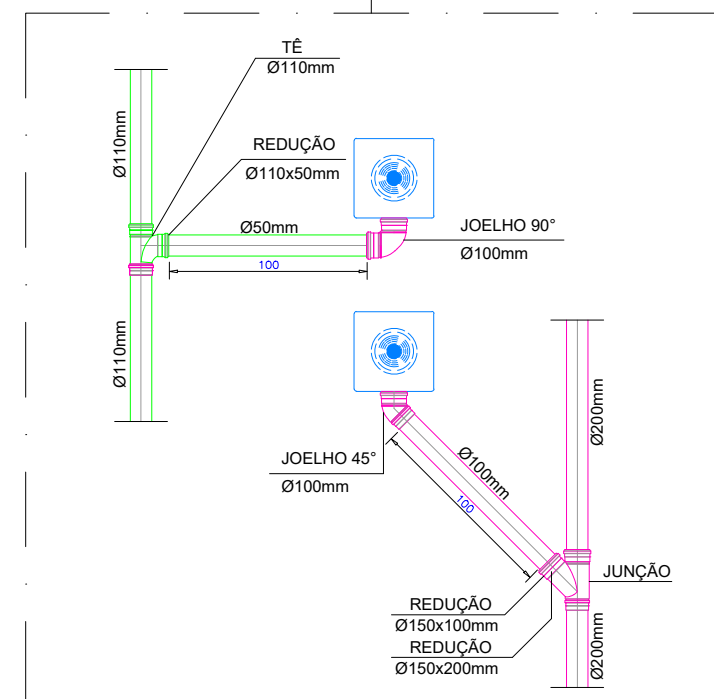 TÊ
Ø110mm
Ø110mm
REDUÇÃO
Ø110x50mm
Ø50mm
100
JOELHO 90°
Ø100mm
Ø110mm
Ø200mm
JOELHO 45°
Ø100mm
Ø100mm
100
JUNÇÃO
REDUÇÃO
Ø150x100mm
REDUÇÃO
Ø150x200mm
Ø200mm